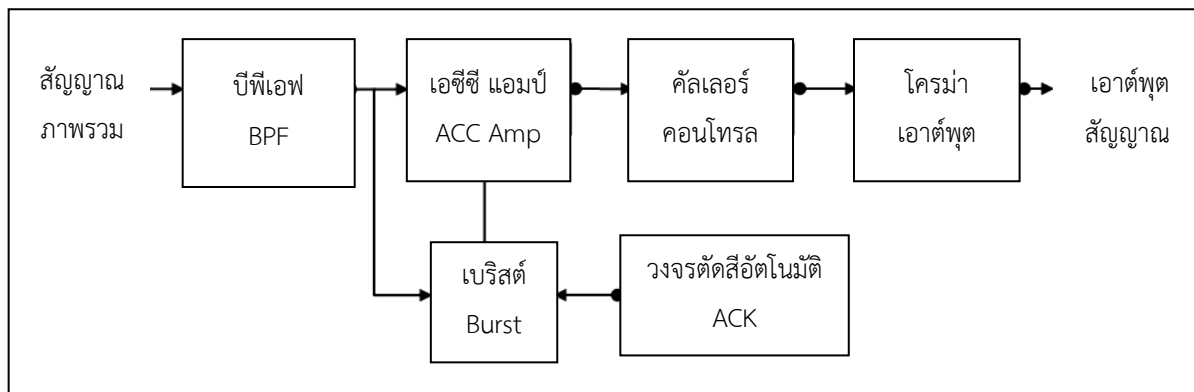 สัญญาณ
ภาพรวม
บีพีเอฟ
BPF
เอซีซี แอมป์
ACC Amp
คัลเลอร์
คอนโทรล
โครม่า
เอาต์พุต
เอาต์พุต
สัญญาณ
เบริสต์
Burst
วงจรตัดสีอัตโนมัติ
ACK